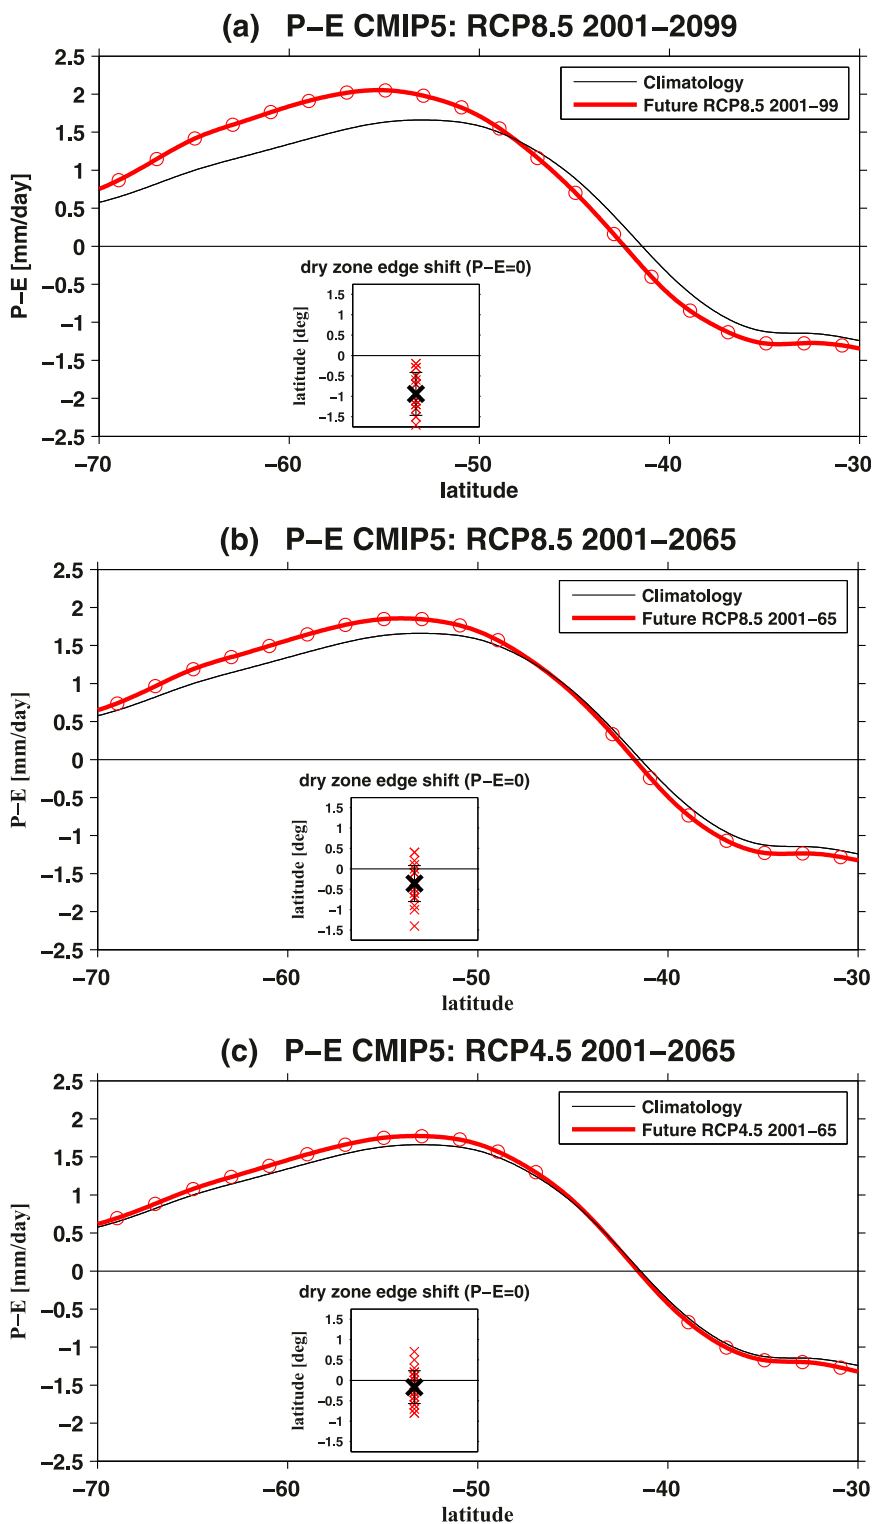 (a) P−E CMIP5: RCP8.5 2001−2099
2.5
2
1.5
1
0.5
0
−0.5
−1
−1.5
−2
−2.5
P−E [mm/day]
Climatology
Future RCP8.5 2001−99
dry zone edge shift (P−E=0)
latitude [deg]
1.5
1
0.5
0
−0.5
−1
−1.5
−70 −60 −50 −40 −30
latitude
(b) P−E CMIP5: RCP8.5 2001−2065
2.5
2
1.5
1
0.5
0
−0.5
−1
−1.5
−2
−2.5
P−E [mm/day]
Climatology
Future RCP8.5 2001−65
dry zone edge shift (P−E=0)
latitude [deg]
1.5
1
0.5
0
−0.5
−1
−1.5
−70 −60 −50 −40 −30
latitude
(c) P−E CMIP5: RCP4.5 2001−2065
2.5
2
1.5
1
0.5
0
−0.5
−1
−1.5
−2
−2.5
P−E [mm/day]
Climatology
Future RCP4.5 2001−65
dry zone edge shift (P−E=0)
latitude [deg]
1.5
1
0.5
0
−0.5
−1
−1.5
−70 −60 −50 −40 −30
latitude